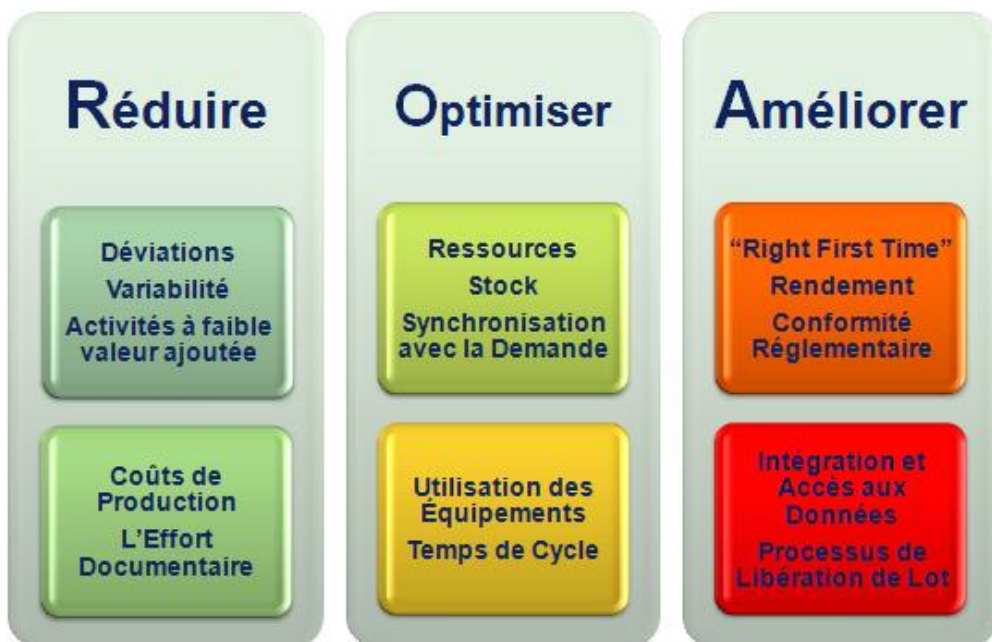 Réduire
Déviations
Variabilité
Activités à faible
valeur ajoutée
Coûts de
Production
L'Effort
Documentaire
Optimiser
Ressources
Stock
Synchronisation
avec la Demande
Utilisation des
Équipements
Temps de Cycle
Améliorer
“Right First Time”
Rendement
Conformité
Réglementaire
Intégration et
Accès aux
Données
Processus de
Libération de Lot